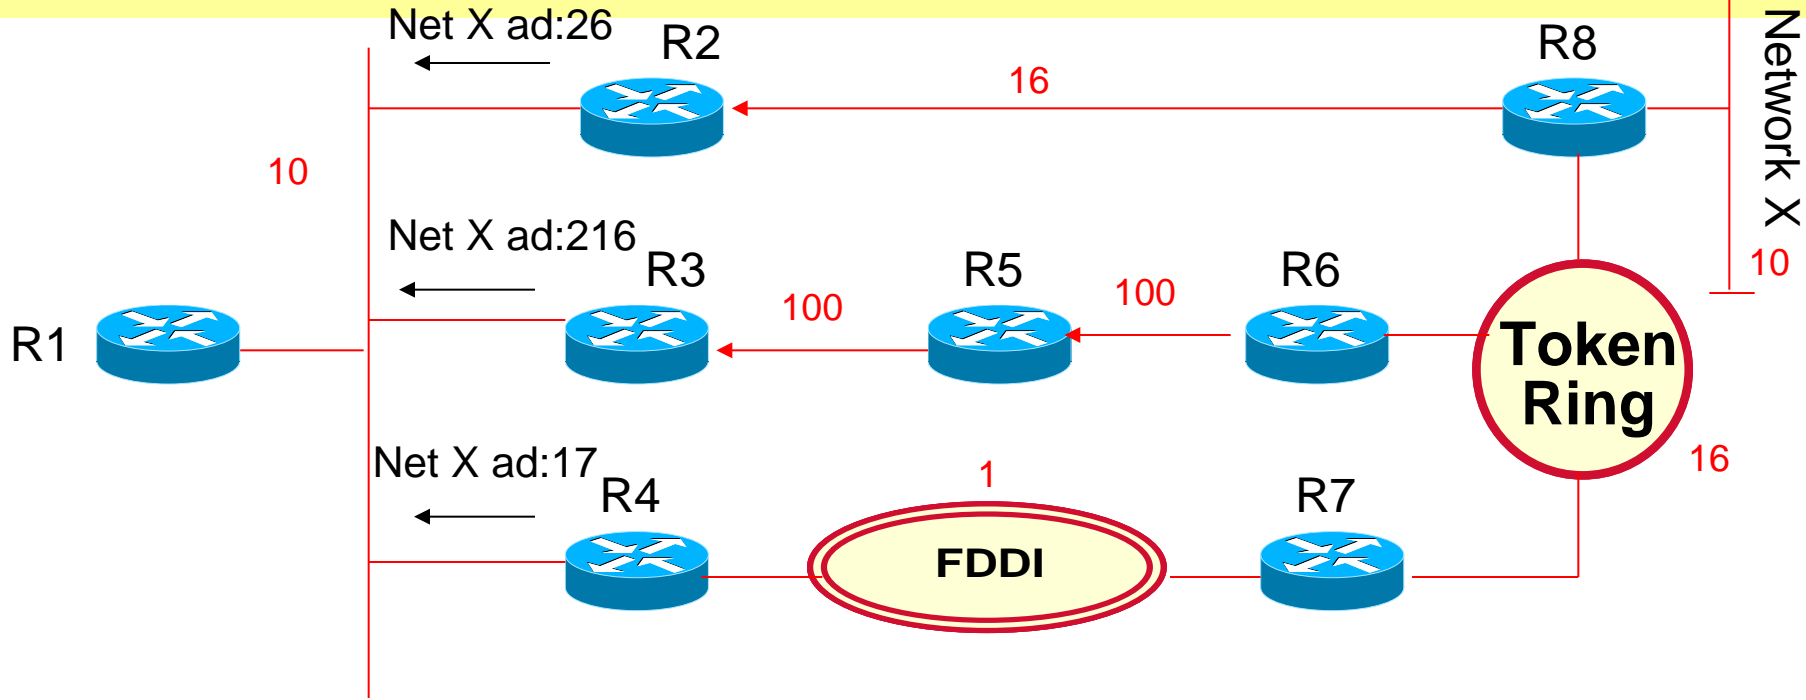 Net X ad:26
R2
R8
16
Network X
10
Net X ad:216
R3
R5
R6
100
100
10
R1
Token
Ring
16
Net X ad:17
R4
1
R7
FDDI